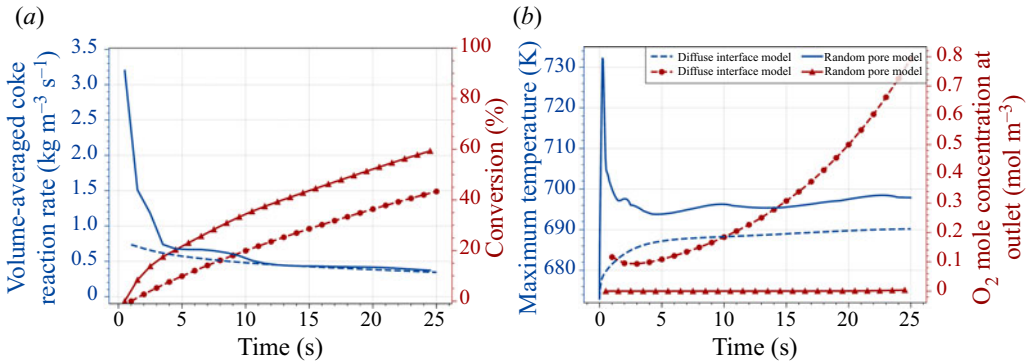 (a)
Volume-averaged coke
reaction rate (kg m−3 s−1)
3.5
3.0
2.5
2.0
1.5
1.0
0.5
0
100
80
60
40
20
0
Conversion (%)
0 5 10 15 20 25
Time (s)
(b)
Maximum temperature (K)
730
720
710
700
690
680
Diffuse interface model Random pore model
Diffuse interface model Random pore model
0.8
0.7
0.6
0.5
0.4
0.3
0.2
0.1
0
O2 mole concentration at
outlet (mol m−3)
0 5 10 15 20 25
Time (s)